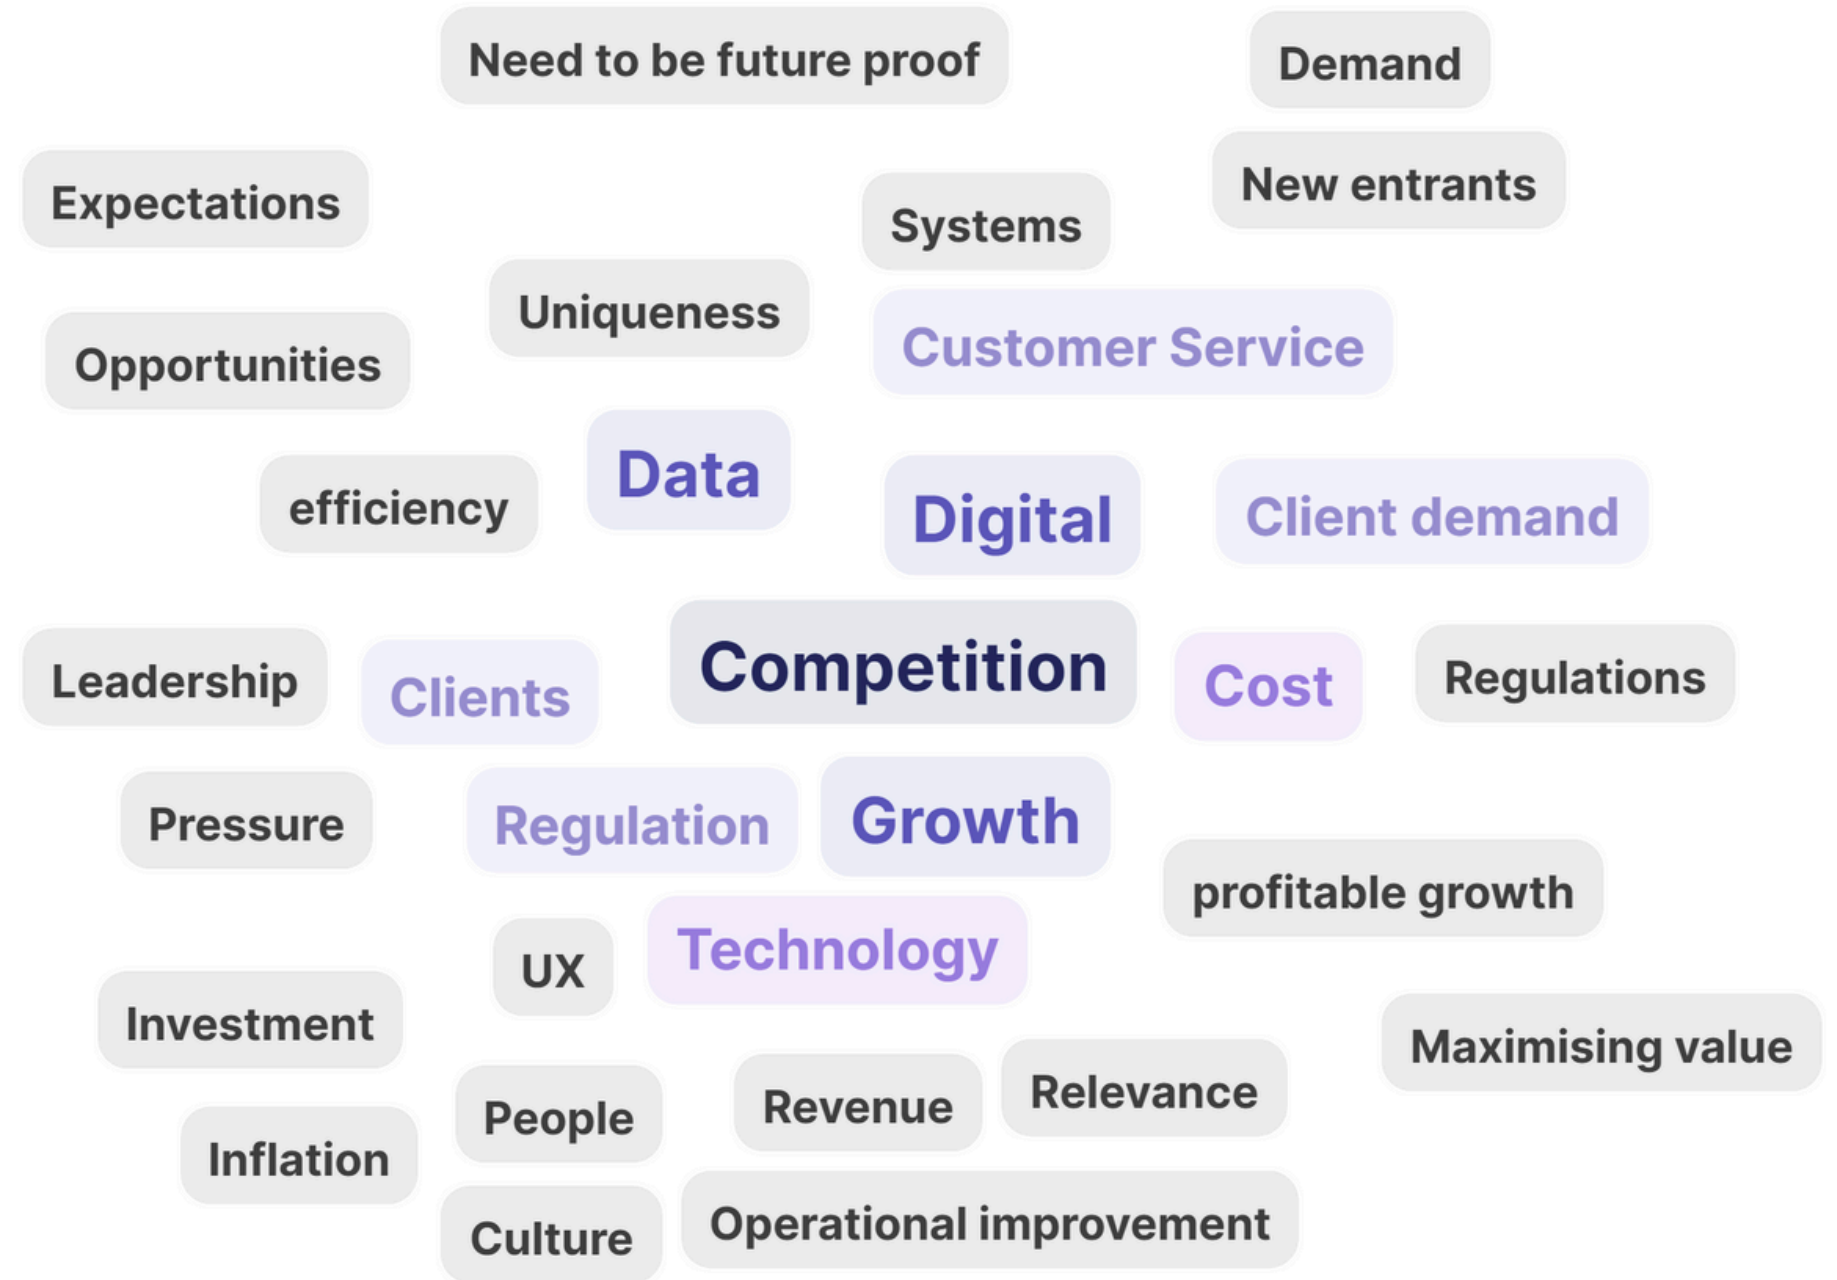 Need to be future proof
Demand
New entrants
Expectations
Systems
Uniqueness
Customer Service
Opportunities
Data
efficiency
Digital
Client demand
Competition
Leadership
Clients
Cost
Regulations
Pressure
Regulation
Growth
profitable growth
Technology
UX
Investment
Maximising value
People
Revenue
Relevance
Inflation
Culture
Operational improvement